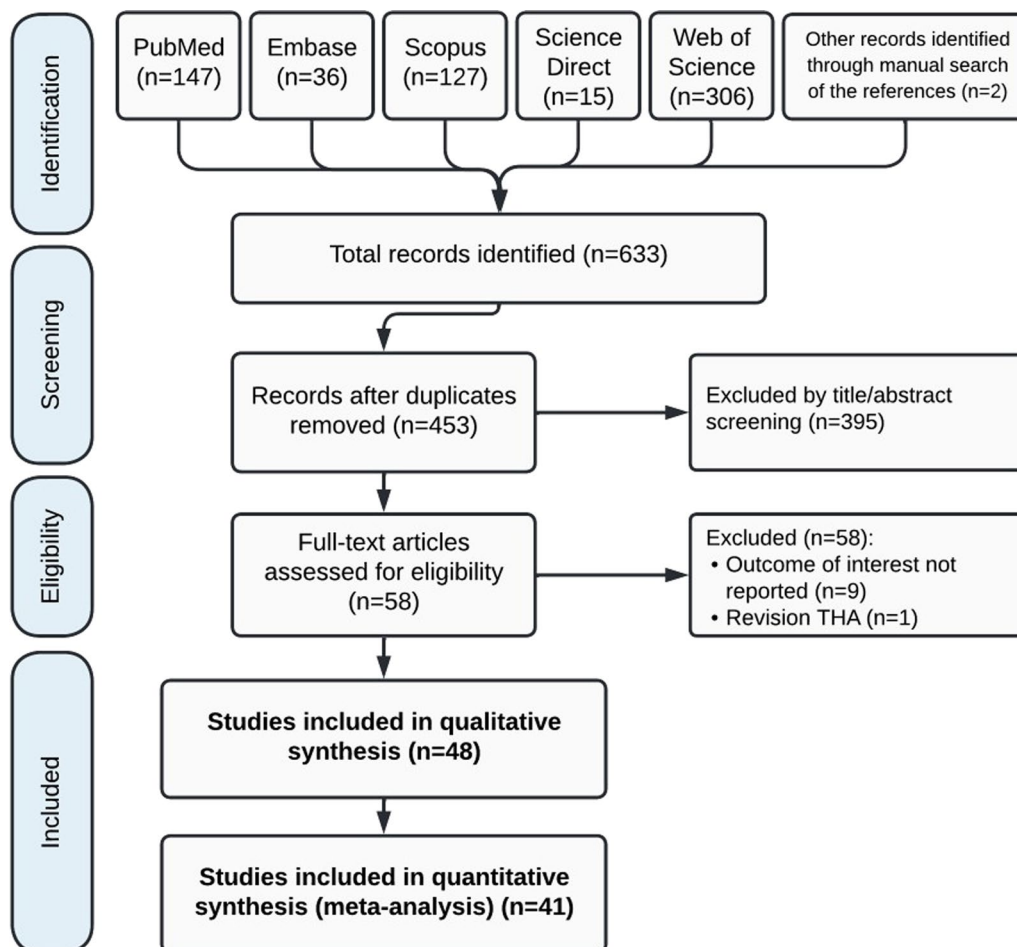 Identification
PubMed
(n=147)
Embase
(n=36)
Scopus
(n=127)
Science
Direct
(n=15)
Web of
Science
(n=306)
Other records identified
through manual search
of the references (n=2)
Total records identified (n=633)
Screening
Records after duplicates
removed (n=453)
Excluded by title/abstract
screening (n=395)
Eligibility
Full-text articles
assessed for eligibility
(n=58)
Excluded (n=58):
• Outcome of interest not
reported (n=9)
• Revision THA (n=1)
Included
Studies included in qualitative
synthesis (n=48)
Studies included in quantitative
synthesis (meta-analysis) (n=41)